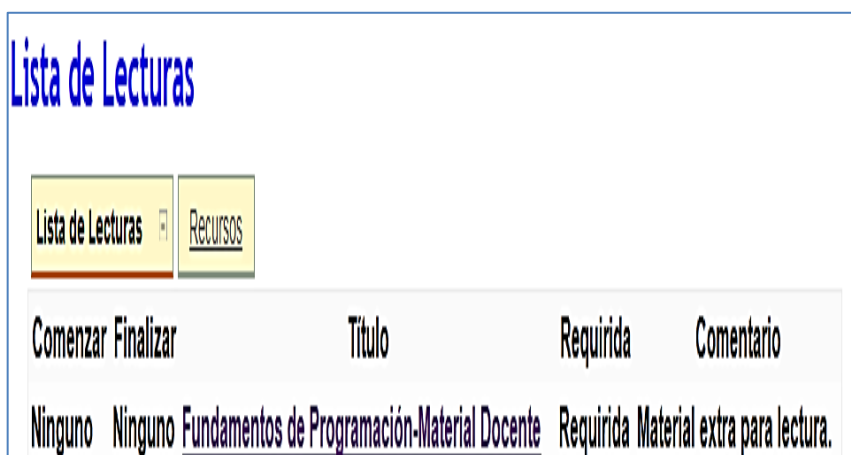 Lista de Lecturas
Lista de Lecturas Recursos
Comenzar Finalizar Título Requirida Comentario
Ninguno Ninguno Fundamentos de Programación-Material Docente Requirida Material extra para lectura.